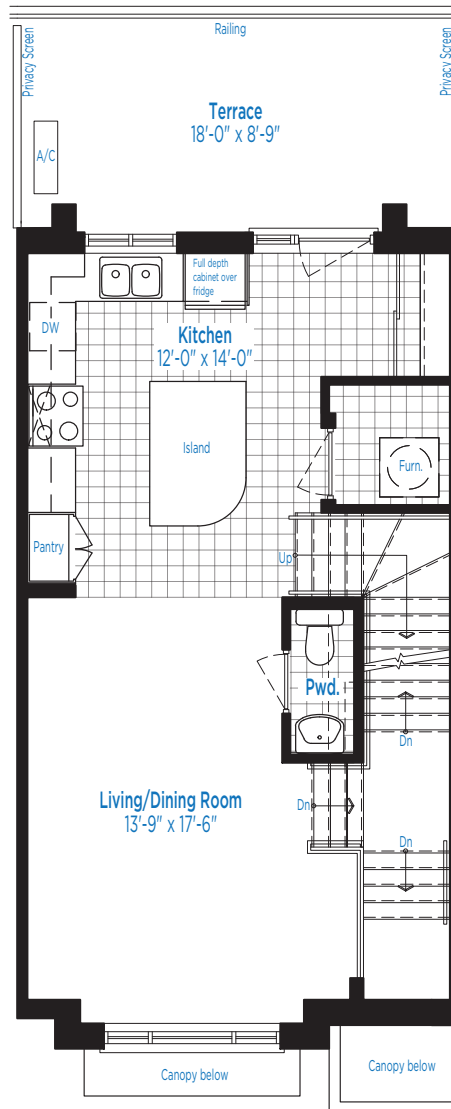 Railing
Privacy Screen
Privacy Screen
Terrace
18'-0" x 8'-9"
A/C
Full depth
cabinet over
fridge
DW
Kitchen
12'-0" x 14'-0"
Island
Furn.
Pantry
Up
Pwd.
Dn
Living/Dining Room
13'-9" x 17'-6"
Dn
Dn
Canopy below
Canopy below